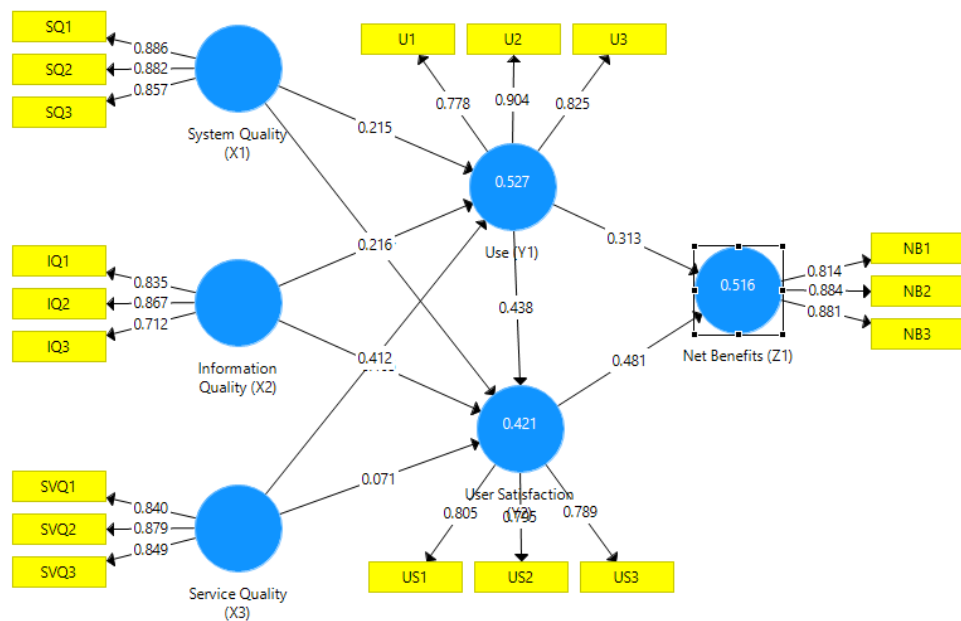 SQ1
SQ2
SQ3
0.886
0.882
0.857
System Quality
(X1)
U1
U2
U3
0.778
0.904
0.825
0.215
0.527
Use (Y1)
0.216
IQ1
IQ2
IQ3
0.835
0.867
0.712
Information
Quality (X2)
0.412
0.438
0.313
0.516
Net Benefits (Z1)
0.481
NB1
NB2
NB3
0.814
0.884
0.881
0.421
User Satisfaction
(Y2)
0.071
SVQ1
SVQ2
SVQ3
0.840
0.879
0.849
Service Quality
(X3)
0.805
0.795
0.789
US1
US2
US3